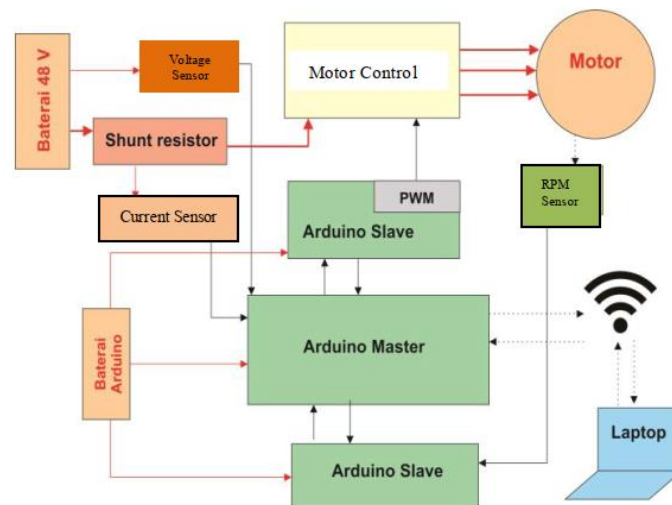 Baterai 48 V
Voltage
Sensor
Motor Control
Motor
Shunt resistor
Current Sensor
PWM
Arduino Slave
RPM
Sensor
Baterai
Arduino
Arduino Master
Laptop
Arduino Slave